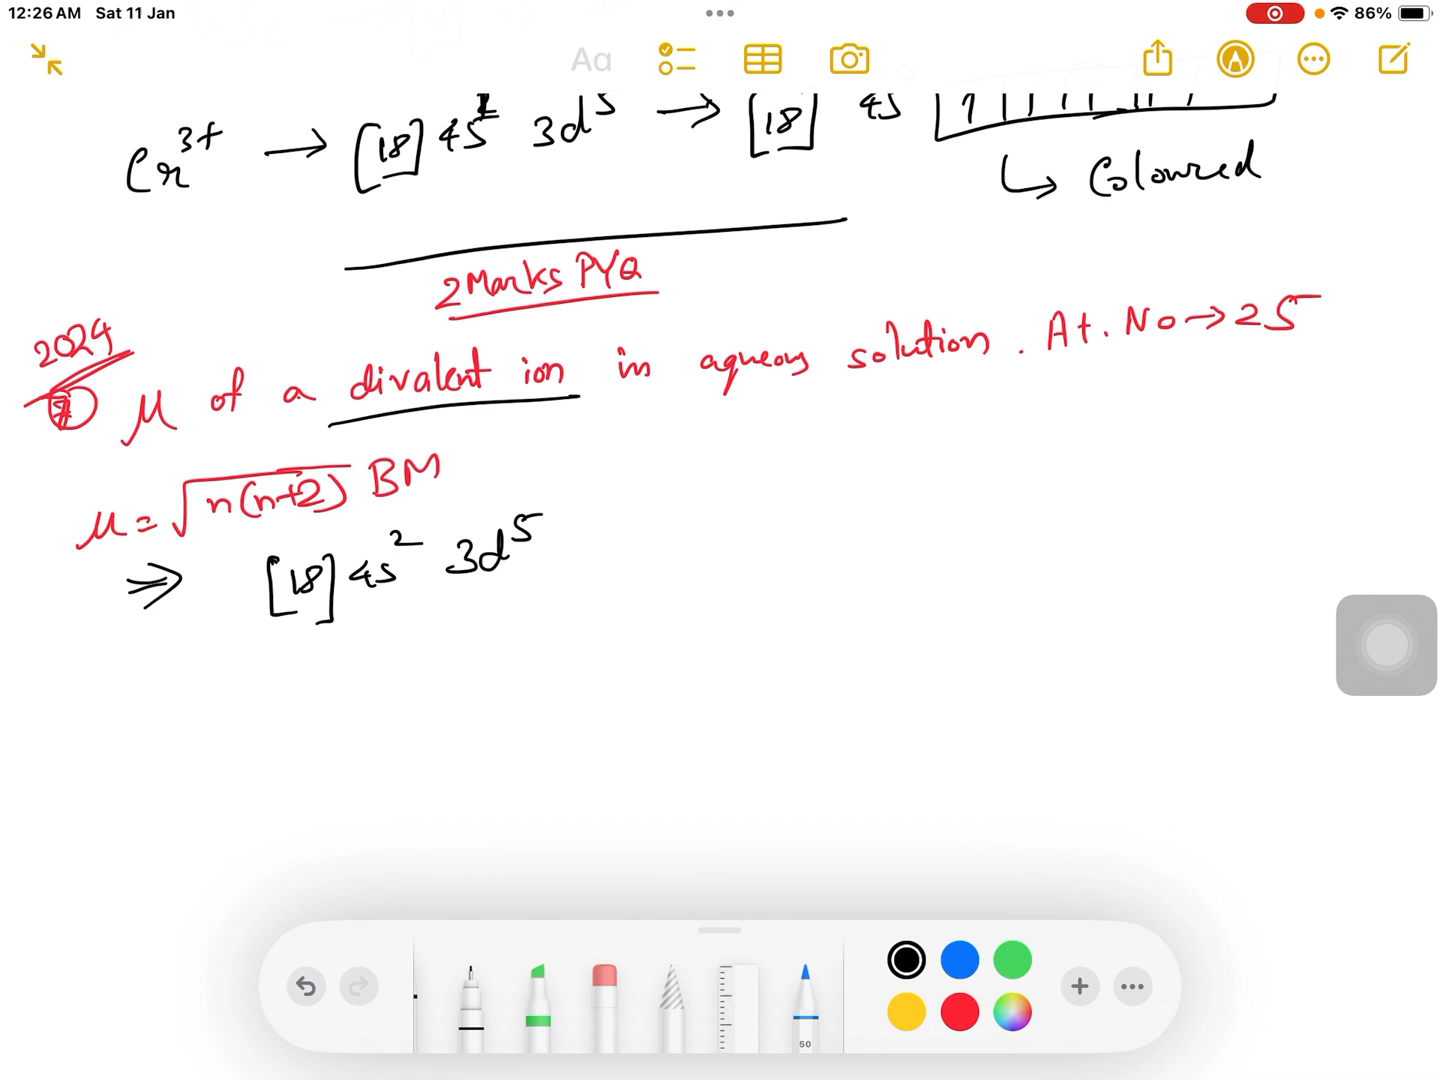 12:26 AM Sat 11 Jan 86%
Aa
Cr³⁺ → [18] 4s² 3d⁵ → [18] 4s
↳ Coloured
2 Marks PYQ
2024
μ of a divalent ion in aqueous solution. At. No → 25
μ = √n(n+2) BM
⇒ [18] 4s² 3d⁵
50